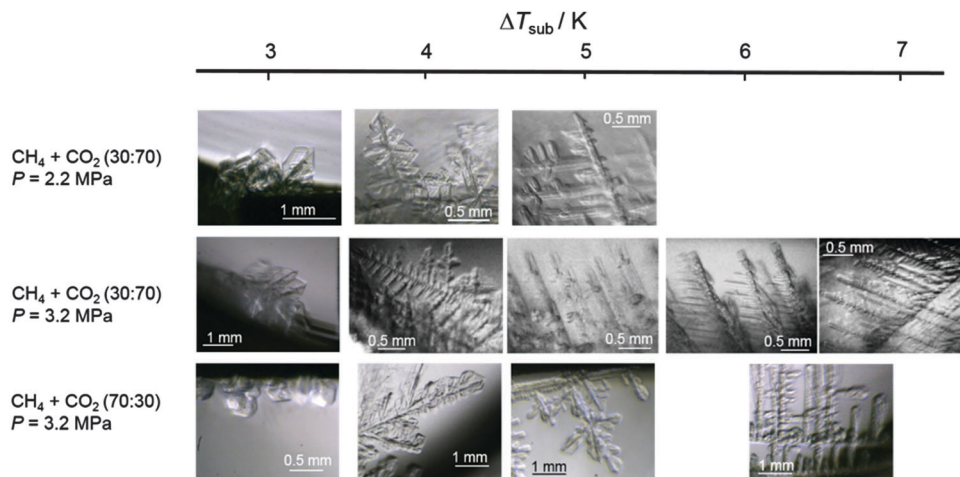 ΔTsub / K
3 4 5 6 7
CH4 + CO2 (30:70)
P = 2.2 MPa
1 mm
0.5 mm
0.5 mm
CH4 + CO2 (30:70)
P = 3.2 MPa
1 mm
0.5 mm
0.5 mm
0.5 mm
0.5 mm
CH4 + CO2 (70:30)
P = 3.2 MPa
0.5 mm
1 mm
1 mm
1 mm